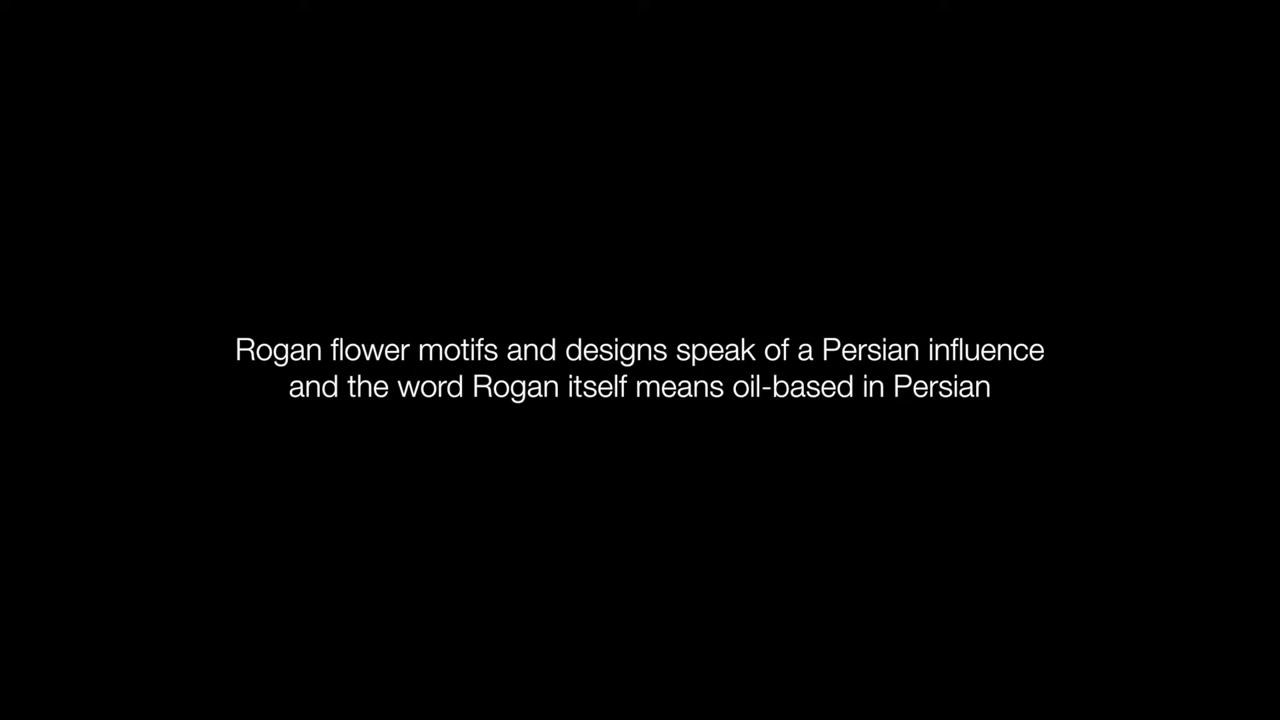 Rogan flower motifs and designs speak of a Persian influence
and the word Rogan itself means oil-based in Persian